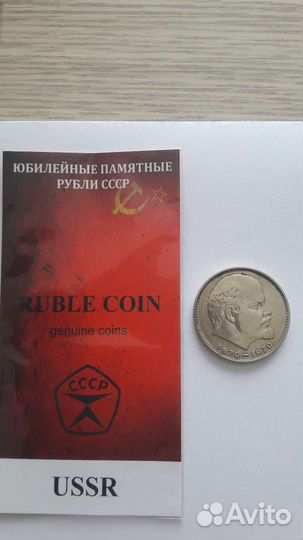 ЮБИЛЕЙНЫЕ ПАМЯТНЫЕ
РУБЛИ СССР
RUBLE COIN
genuine coins
СССР
USSR
1870–1970
Avito